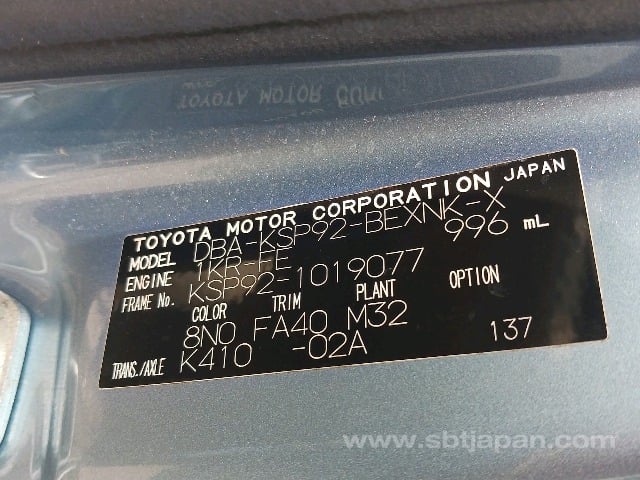 TOYOTA MOTOR CORPORATION JAPAN
MODEL DBA-KSP92-BEXNK-X
ENGINE 1KR-FE 996 mL
FRAME No. KSP92-1019077
COLOR TRIM PLANT OPTION
8N0 FA40 M32
TRANS./AXLE K410 -02A 137
www.sbtjapan.com